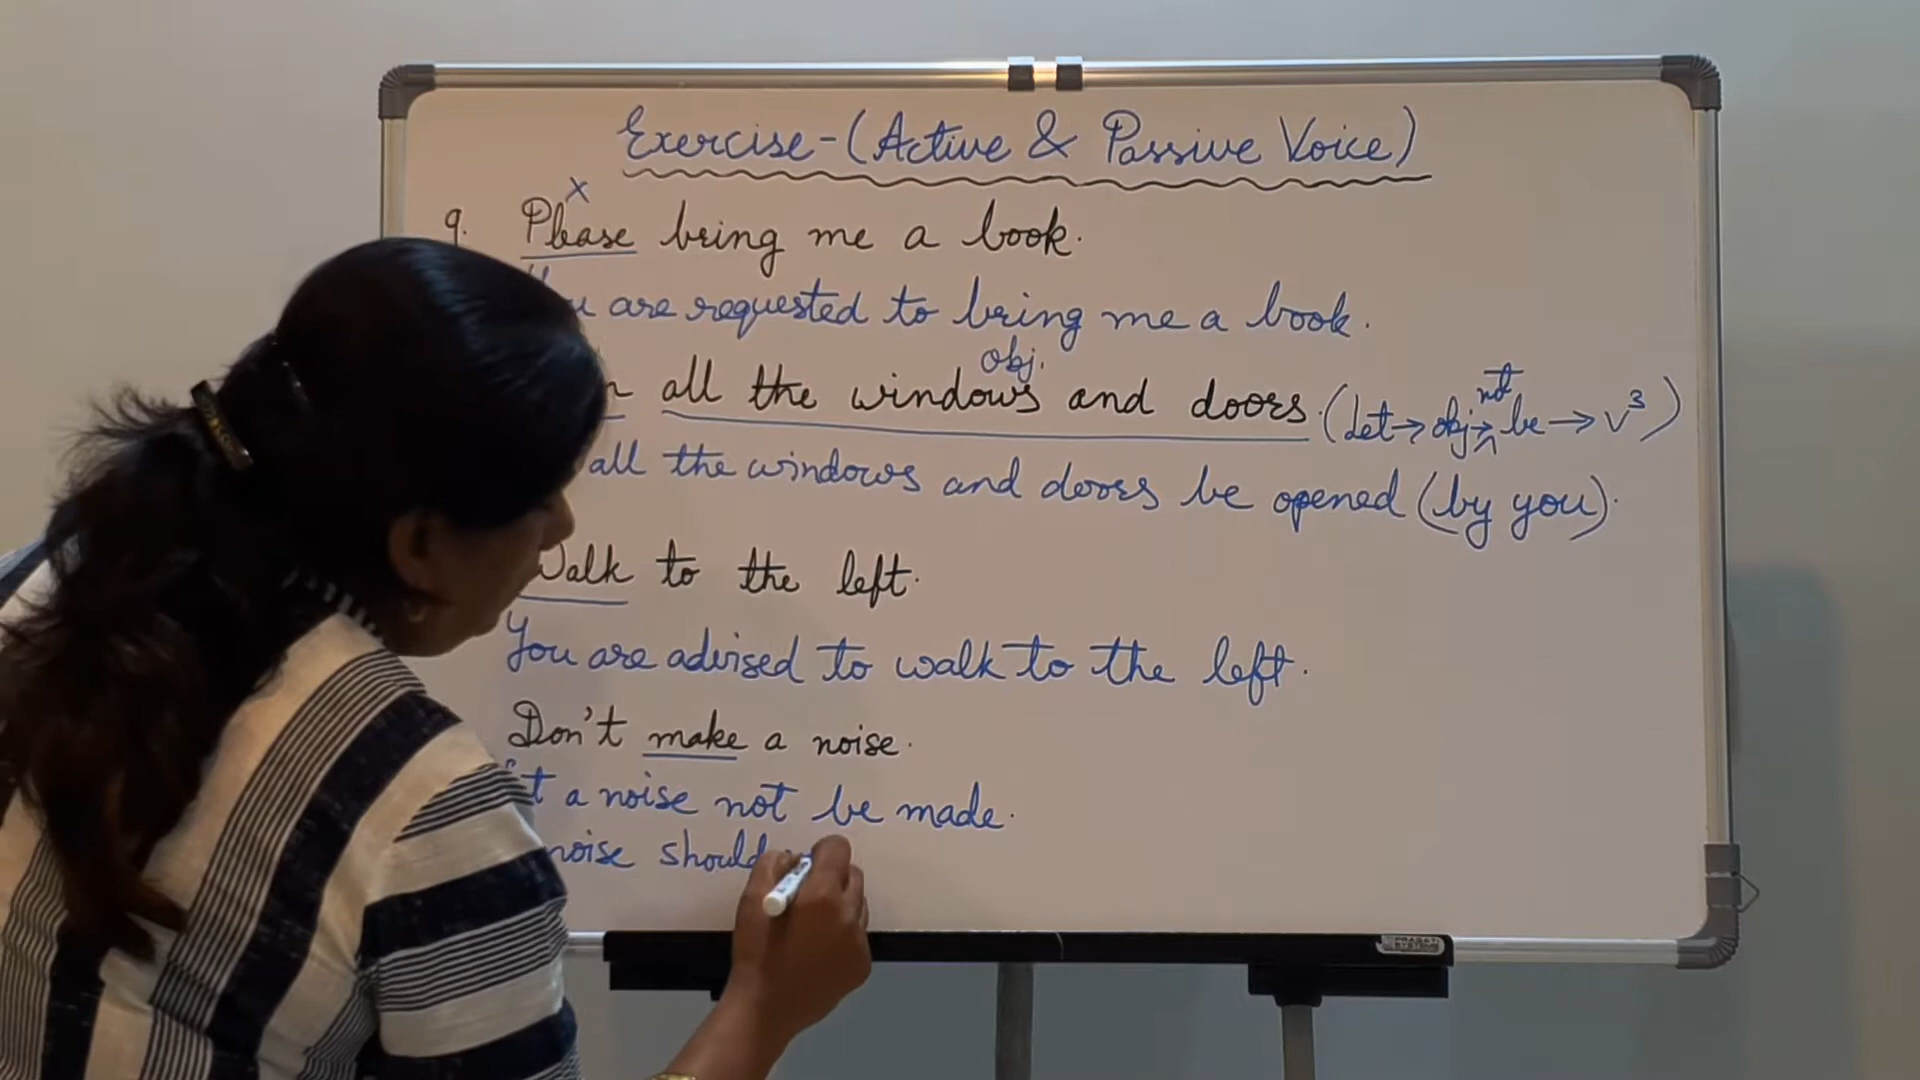 Exercise-(Active & Passive Voice)
x
9. Please bring me a book.
are requested to bring me a book.
obj.
all the windows and doors. (Let→ obj→ be → v³)
not
all the windows and doors be opened (by you).
Walk to the left.
You are advised to walk to the left.
Don't make a noise.
a noise not be made.
noise should